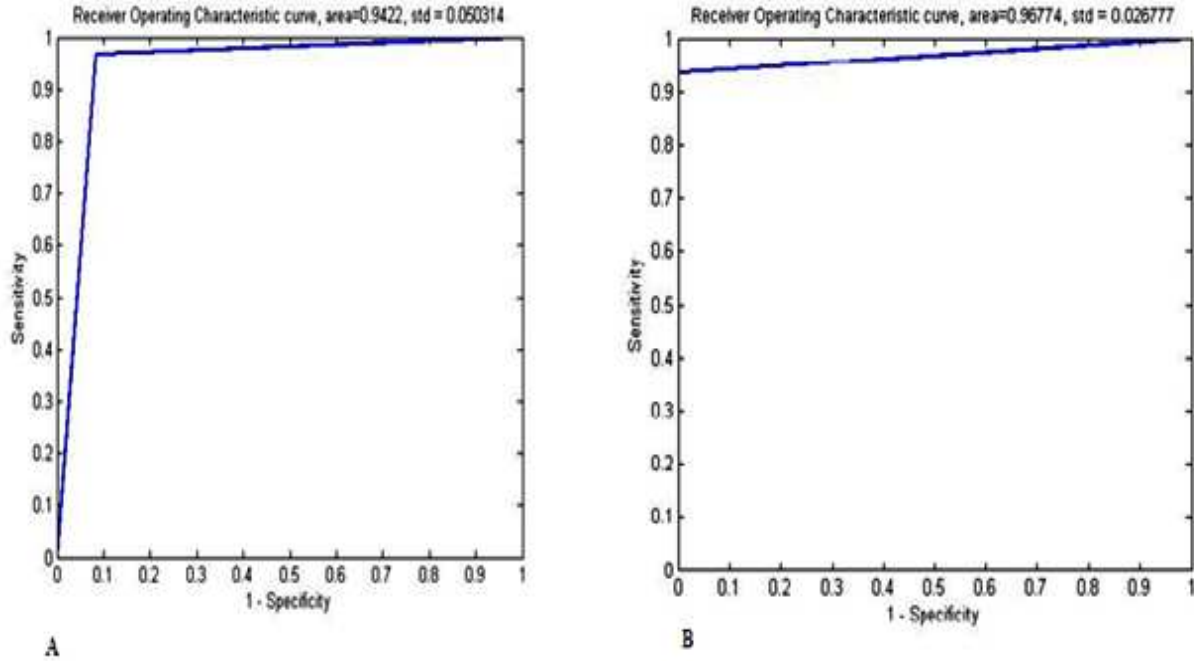 Receiver Operating Characteristic curve, area=0.9422, std = 0.050314
1
0.9
0.8
0.7
0.6
0.5
0.4
0.3
0.2
0.1
0
Sensitivity
0 0.1 0.2 0.3 0.4 0.5 0.6 0.7 0.8 0.9 1
1 - Specificity
A
Receiver Operating Characteristic curve, area=0.96774, std = 0.026777
1
0.9
0.8
0.7
0.6
0.5
0.4
0.3
0.2
0.1
0
Sensitivity
0 0.1 0.2 0.3 0.4 0.5 0.6 0.7 0.8 0.9 1
1 - Specificity
B